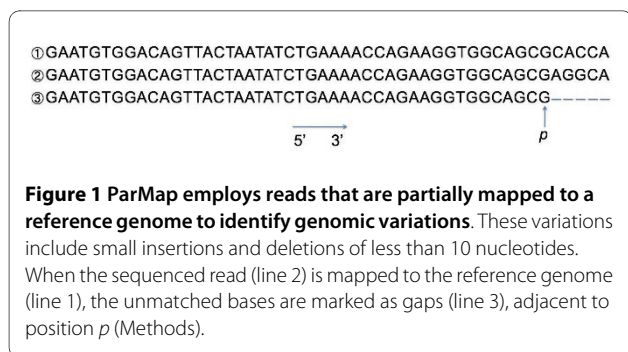 ①GAATGTGGACAGTTACTAATATCTGAAAACCAGAAGGTGGCAGCGCACCA
②GAATGTGGACAGTTACTAATATCTGAAAACCAGAAGGTGGCAGCGAGGCA
③GAATGTGGACAGTTACTAATATCTGAAAACCAGAAGGTGGCAGCG-----
5' 3' p
Figure 1 ParMap employs reads that are partially mapped to a
reference genome to identify genomic variations. These variations
include small insertions and deletions of less than 10 nucleotides.
When the sequenced read (line 2) is mapped to the reference genome
(line 1), the unmatched bases are marked as gaps (line 3), adjacent to
position p (Methods).